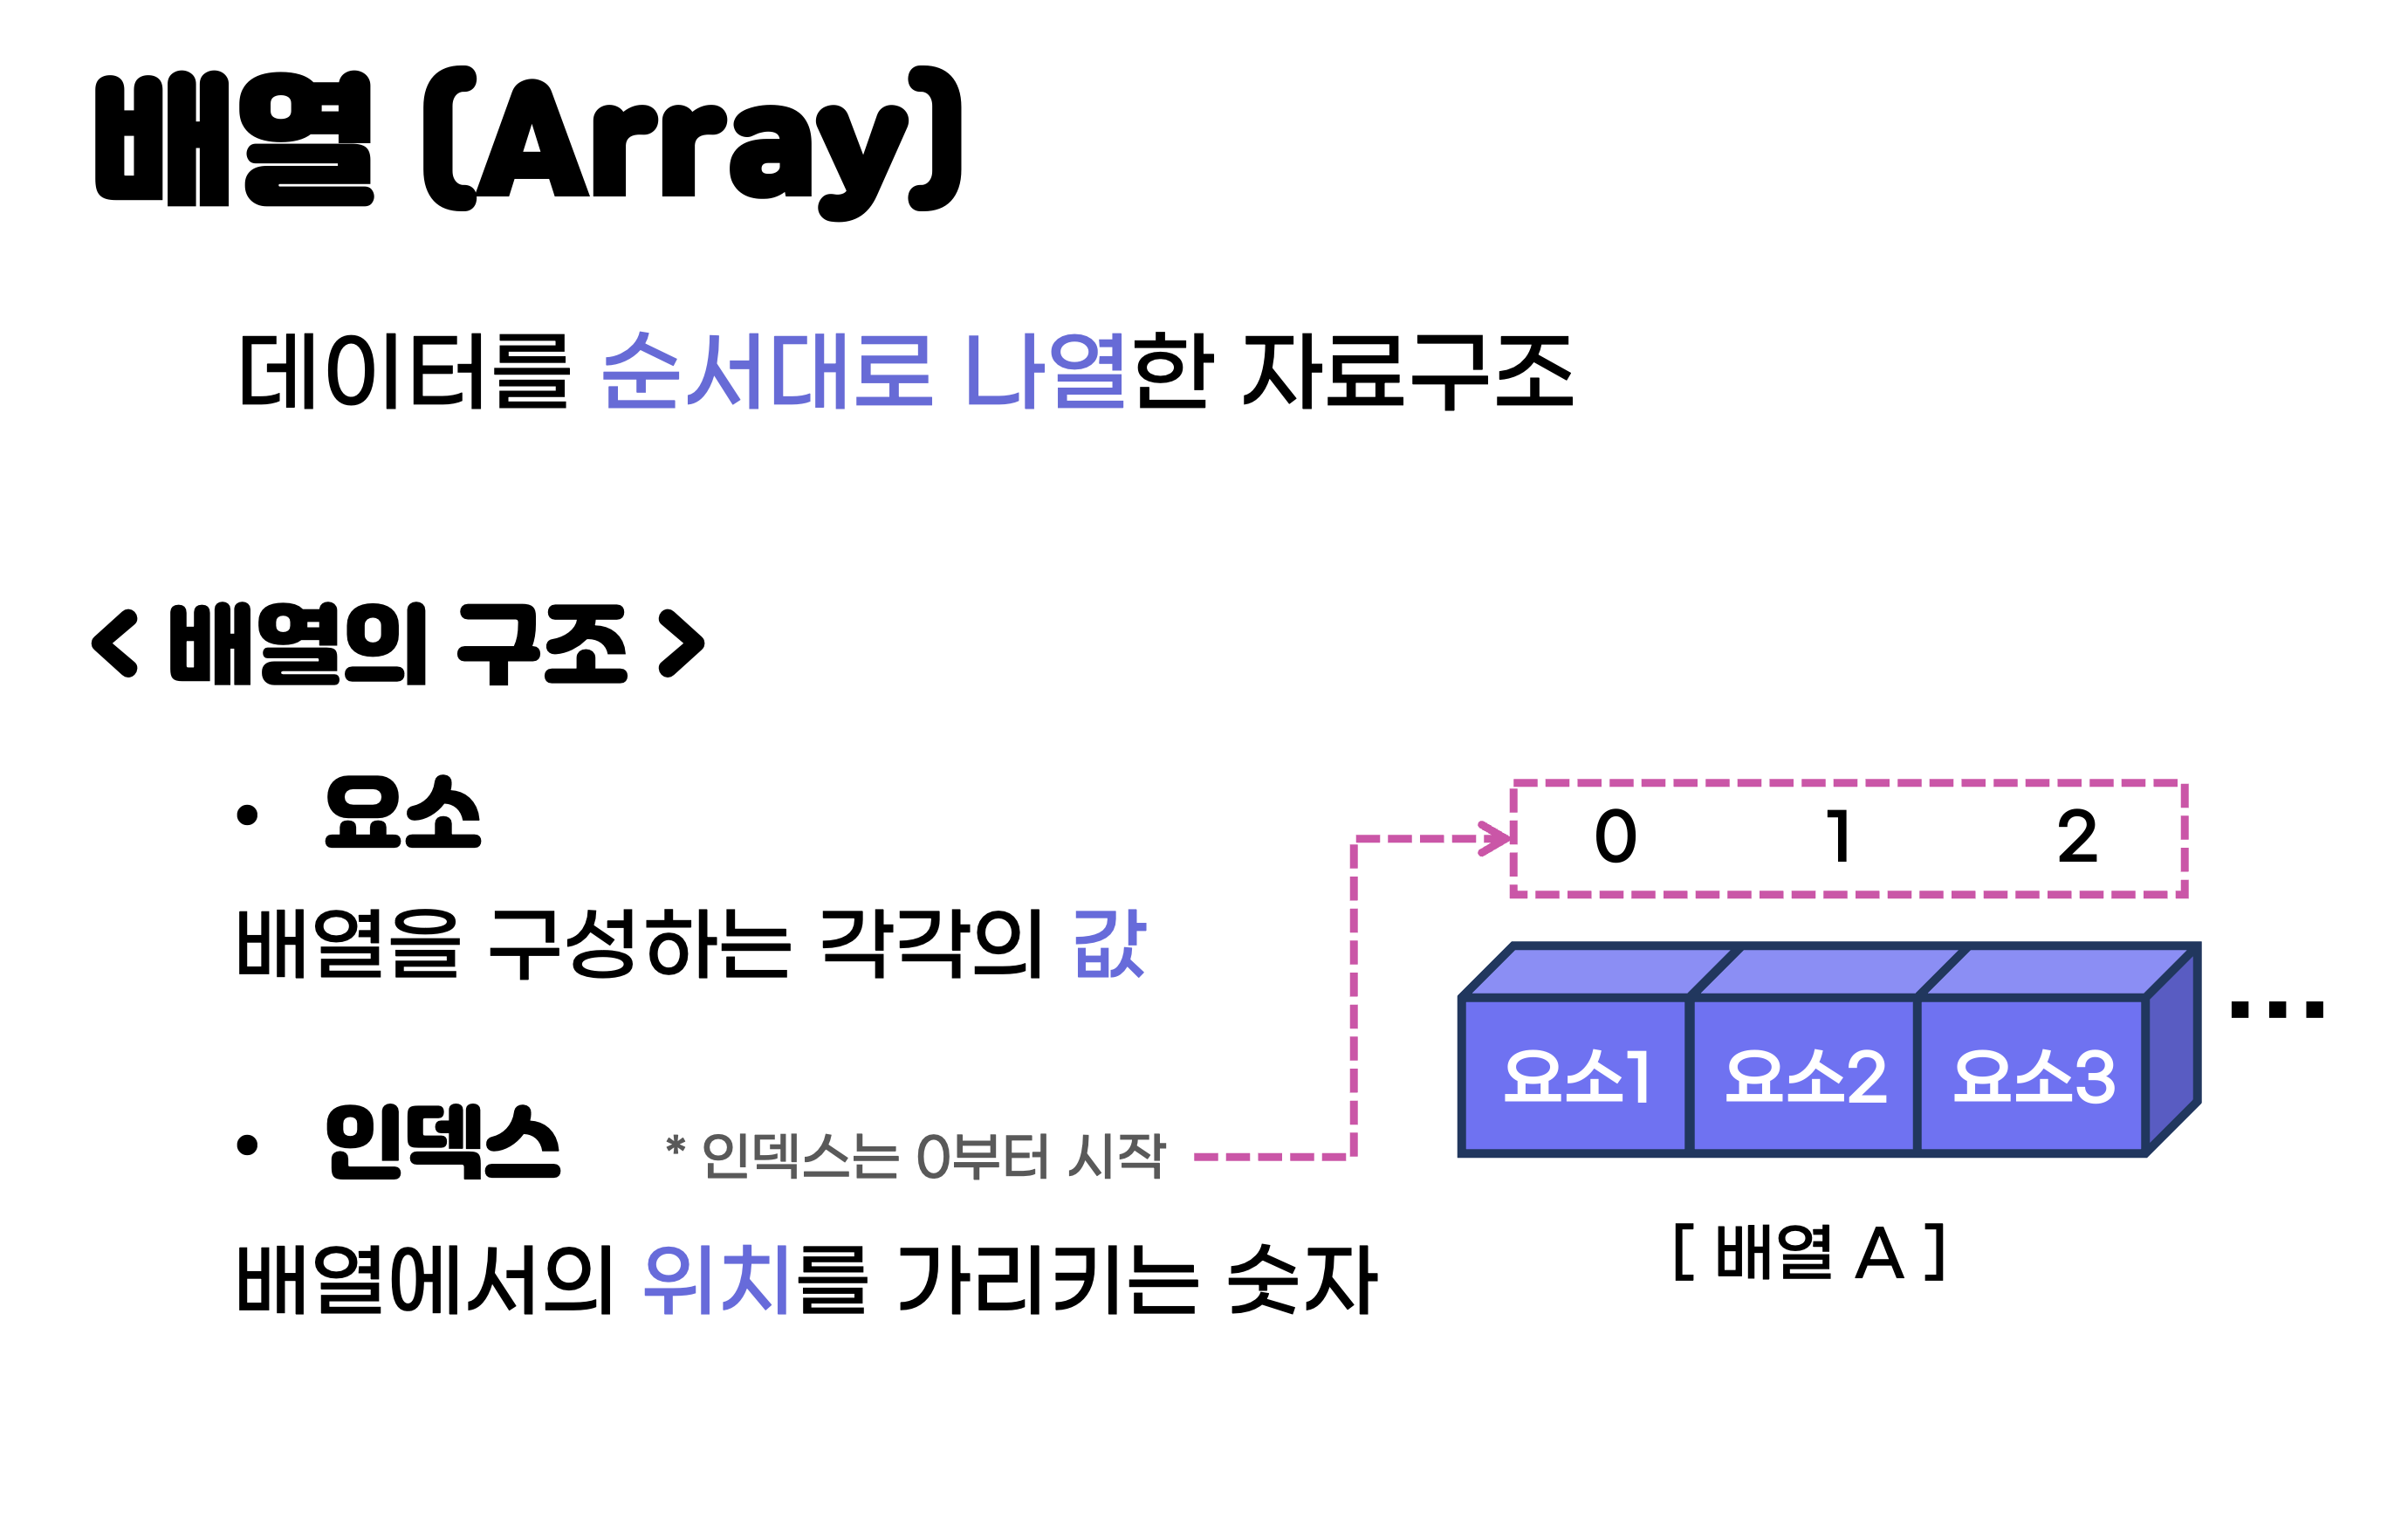 배열 (Array)
데이터를 순서대로 나열한 자료구조
< 배열의 구조 >
• 요소
배열을 구성하는 각각의 값
• 인덱스 * 인덱스는 0부터 시작
배열에서의 위치를 가리키는 숫자
0 1 2
요소1 요소2 요소3 ...
[ 배열 A ]